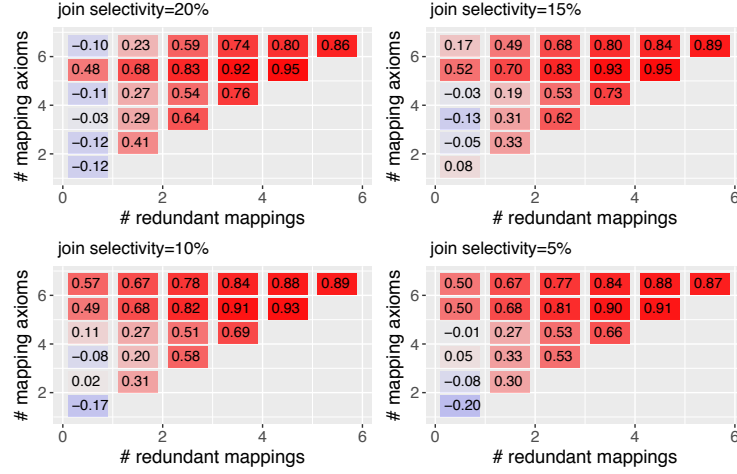 join selectivity=20%
−0.10 0.23 0.59 0.74 0.80 0.86
0.48 0.68 0.83 0.92 0.95
−0.11 0.27 0.54 0.76
−0.03 0.29 0.64
−0.12 0.41
−0.12
6
4
2
# mapping axioms
0 2 4 6
# redundant mappings
join selectivity=15%
0.17 0.49 0.68 0.80 0.84 0.89
0.52 0.70 0.83 0.93 0.95
−0.03 0.19 0.53 0.73
−0.13 0.31 0.62
−0.05 0.33
0.08
6
4
2
# mapping axioms
0 2 4 6
# redundant mappings
join selectivity=10%
0.57 0.67 0.78 0.84 0.88 0.89
0.49 0.68 0.82 0.91 0.93
0.11 0.27 0.51 0.69
−0.08 0.20 0.58
0.02 0.31
−0.17
6
4
2
# mapping axioms
0 2 4 6
# redundant mappings
join selectivity=5%
0.50 0.67 0.77 0.84 0.88 0.87
0.50 0.68 0.81 0.90 0.91
−0.01 0.27 0.53 0.66
0.05 0.33 0.53
−0.08 0.30
−0.20
6
4
2
# mapping axioms
0 2 4 6
# redundant mappings